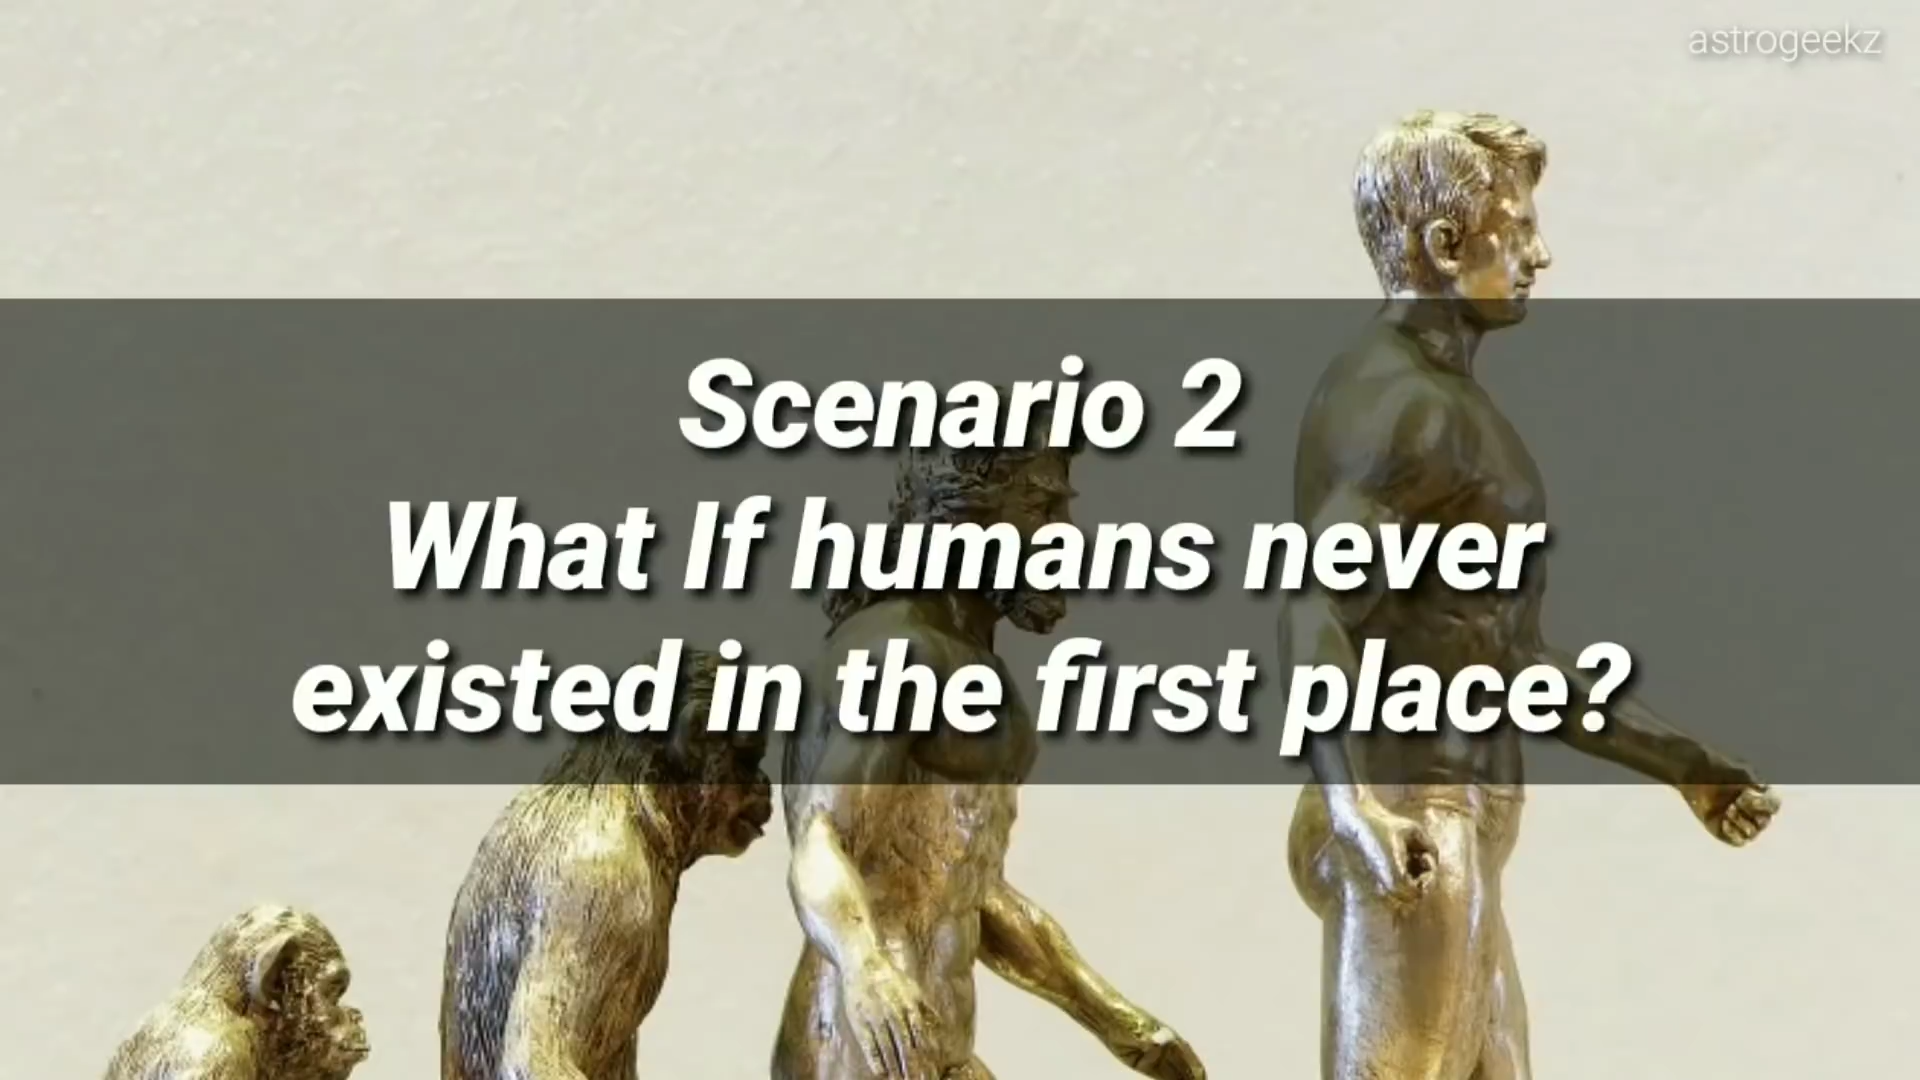 astrogeekz
Scenario 2
What If humans never
existed in the first place?